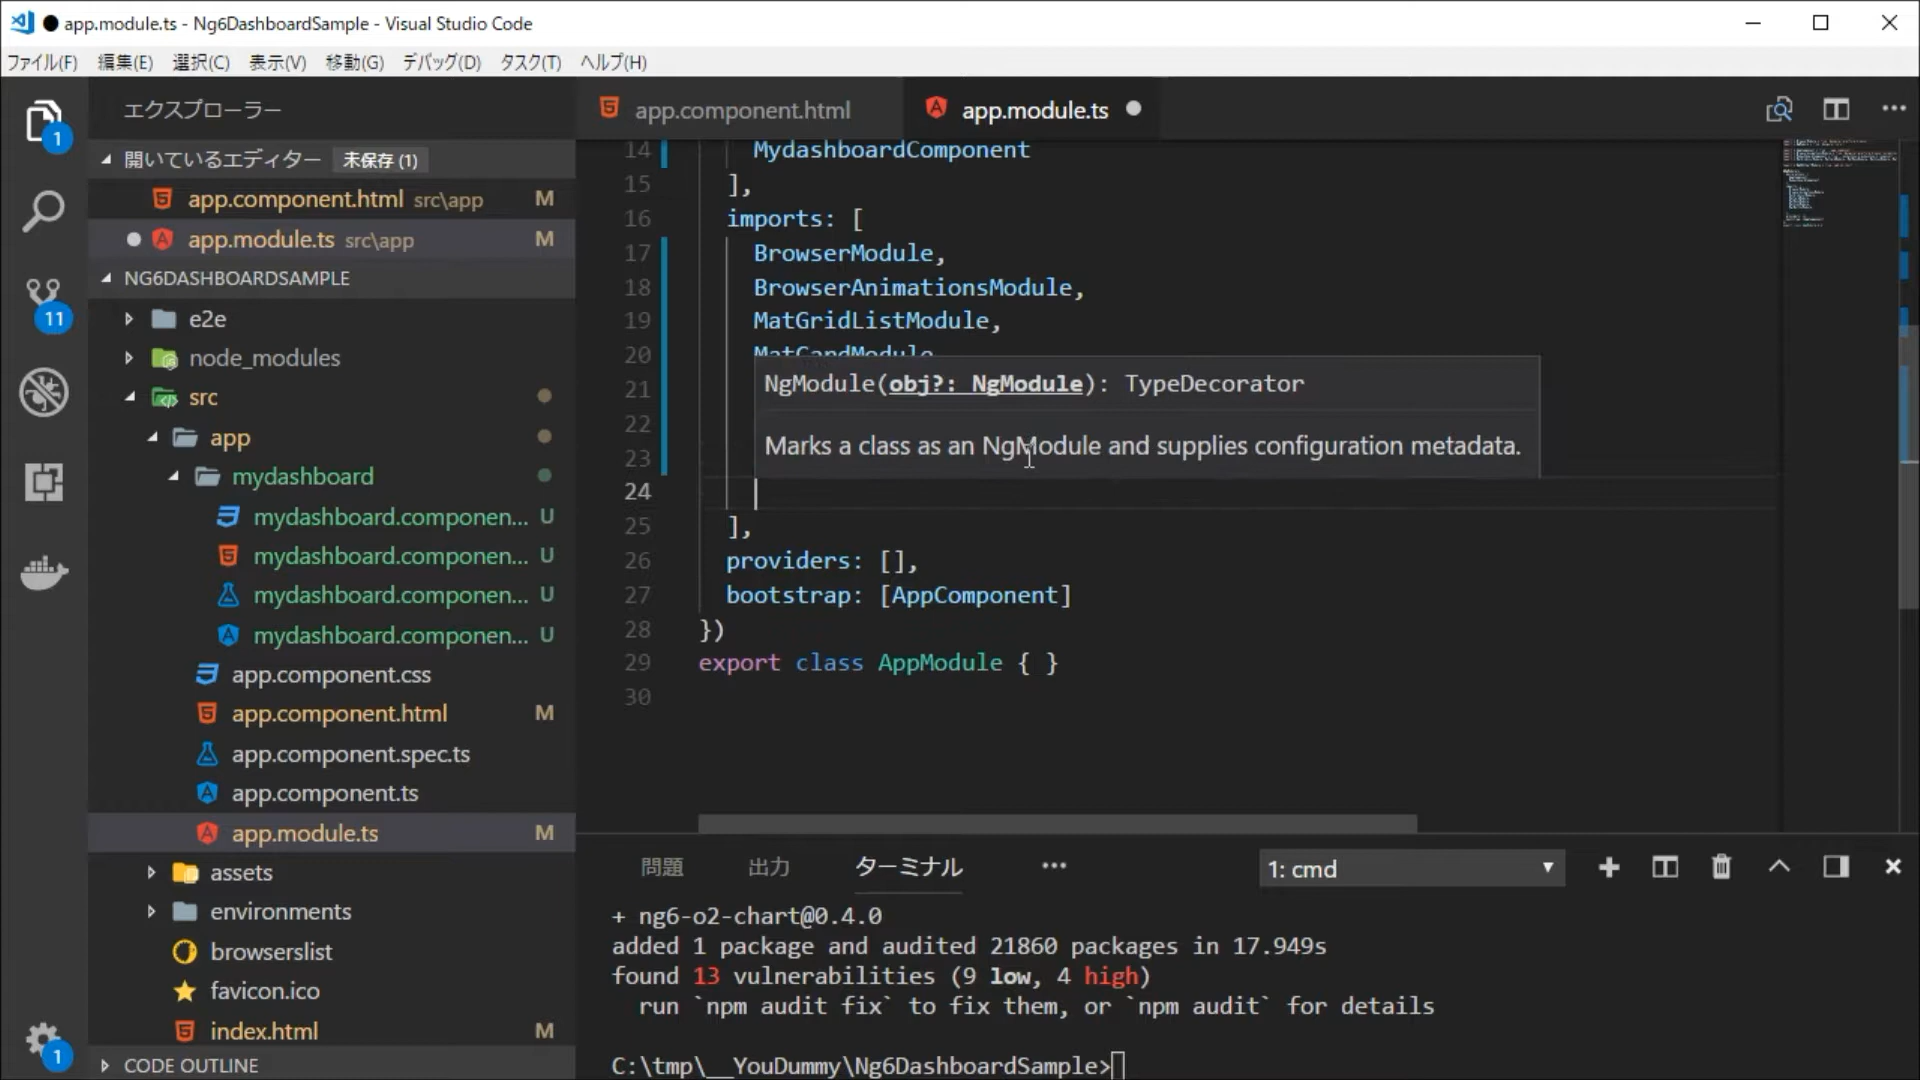 app.module.ts - Ng6DashboardSample - Visual Studio Code
ファイル(F) 編集(E) 選択(C) 表示(V) 移動(G) デバッグ(D) タスク(T) ヘルプ(H)
エクスプローラー
開いているエディター 未保存 (1)
app.component.html src\app M
app.module.ts src\app M
NG6DASHBOARDSAMPLE
e2e
node_modules
src
app
mydashboard
mydashboard.componen... U
mydashboard.componen... U
mydashboard.componen... U
mydashboard.componen... U
app.component.css
app.component.html M
app.component.spec.ts
app.component.ts
app.module.ts M
assets
environments
browserslist
favicon.ico
index.html M
CODE OUTLINE
1
11
1
app.component.html app.module.ts
14 MydashboardComponent
15 ],
16 imports: [
17 BrowserModule,
18 BrowserAnimationsModule,
19 MatGridListModule,
20 MatCardModule,
21
22
23
NgModule(obj?: NgModule): TypeDecorator
Marks a class as an NgModule and supplies configuration metadata.
24
25 ],
26 providers: [],
27 bootstrap: [AppComponent]
28 })
29 export class AppModule { }
30
問題 出力 ターミナル ... 1: cmd
+ ng6-o2-chart@0.4.0
added 1 package and audited 21860 packages in 17.949s
found 13 vulnerabilities (9 low, 4 high)
run `npm audit fix` to fix them, or `npm audit` for details
C:\tmp\__YouDummy\Ng6DashboardSample>